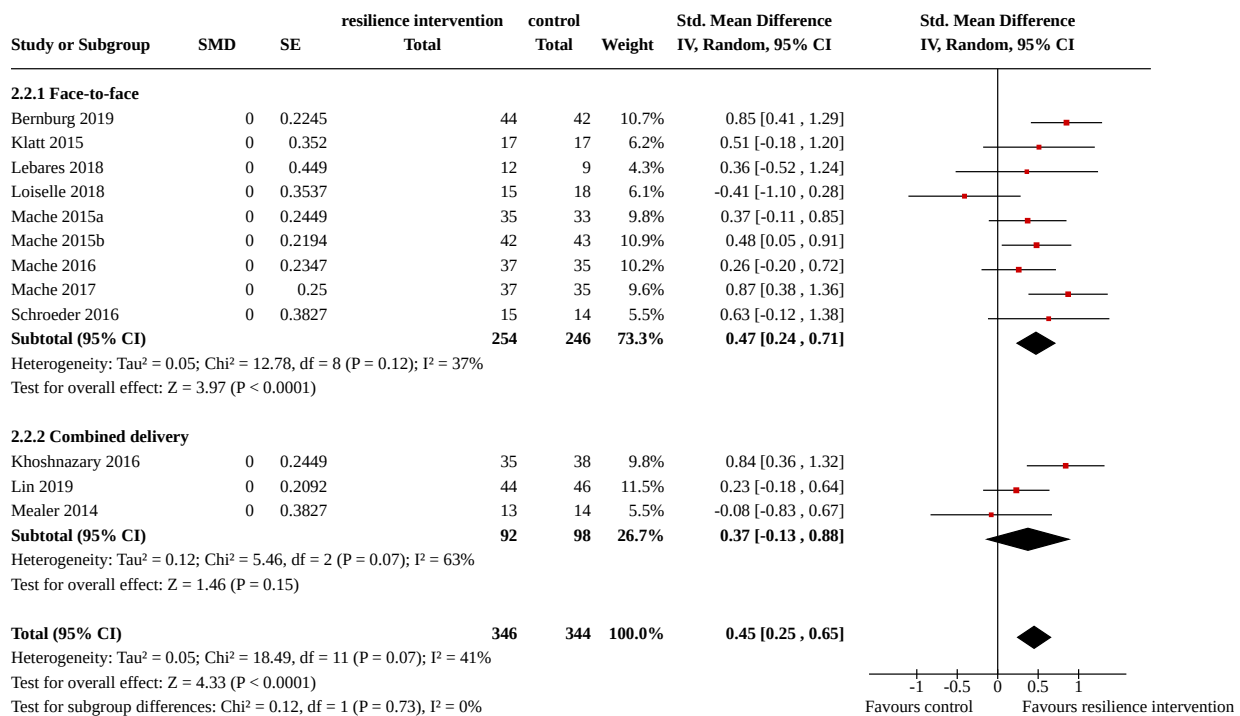 resilience intervention control Std. Mean Difference Std. Mean Difference
Study or Subgroup SMD SE Total Total Weight IV, Random, 95% CI IV, Random, 95% CI
2.2.1 Face-to-face
Bernburg 2019 0 0.2245 44 42 10.7% 0.85 [0.41 , 1.29]
Klatt 2015 0 0.352 17 17 6.2% 0.51 [-0.18 , 1.20]
Lebares 2018 0 0.449 12 9 4.3% 0.36 [-0.52 , 1.24]
Loiselle 2018 0 0.3537 15 18 6.1% -0.41 [-1.10 , 0.28]
Mache 2015a 0 0.2449 35 33 9.8% 0.37 [-0.11 , 0.85]
Mache 2015b 0 0.2194 42 43 10.9% 0.48 [0.05 , 0.91]
Mache 2016 0 0.2347 37 35 10.2% 0.26 [-0.20 , 0.72]
Mache 2017 0 0.25 37 35 9.6% 0.87 [0.38 , 1.36]
Schroeder 2016 0 0.3827 15 14 5.5% 0.63 [-0.12 , 1.38]
Subtotal (95% CI) 254 246 73.3% 0.47 [0.24 , 0.71]
Heterogeneity: Tau² = 0.05; Chi² = 12.78, df = 8 (P = 0.12); I² = 37%
Test for overall effect: Z = 3.97 (P < 0.0001)
2.2.2 Combined delivery
Khoshnazary 2016 0 0.2449 35 38 9.8% 0.84 [0.36 , 1.32]
Lin 2019 0 0.2092 44 46 11.5% 0.23 [-0.18 , 0.64]
Mealer 2014 0 0.3827 13 14 5.5% -0.08 [-0.83 , 0.67]
Subtotal (95% CI) 92 98 26.7% 0.37 [-0.13 , 0.88]
Heterogeneity: Tau² = 0.12; Chi² = 5.46, df = 2 (P = 0.07); I² = 63%
Test for overall effect: Z = 1.46 (P = 0.15)
Total (95% CI) 346 344 100.0% 0.45 [0.25 , 0.65]
Heterogeneity: Tau² = 0.05; Chi² = 18.49, df = 11 (P = 0.07); I² = 41%
Test for overall effect: Z = 4.33 (P < 0.0001) -1 -0.5 0 0.5 1
Test for subgroup differences: Chi² = 0.12, df = 1 (P = 0.73), I² = 0% Favours control Favours resilience intervention